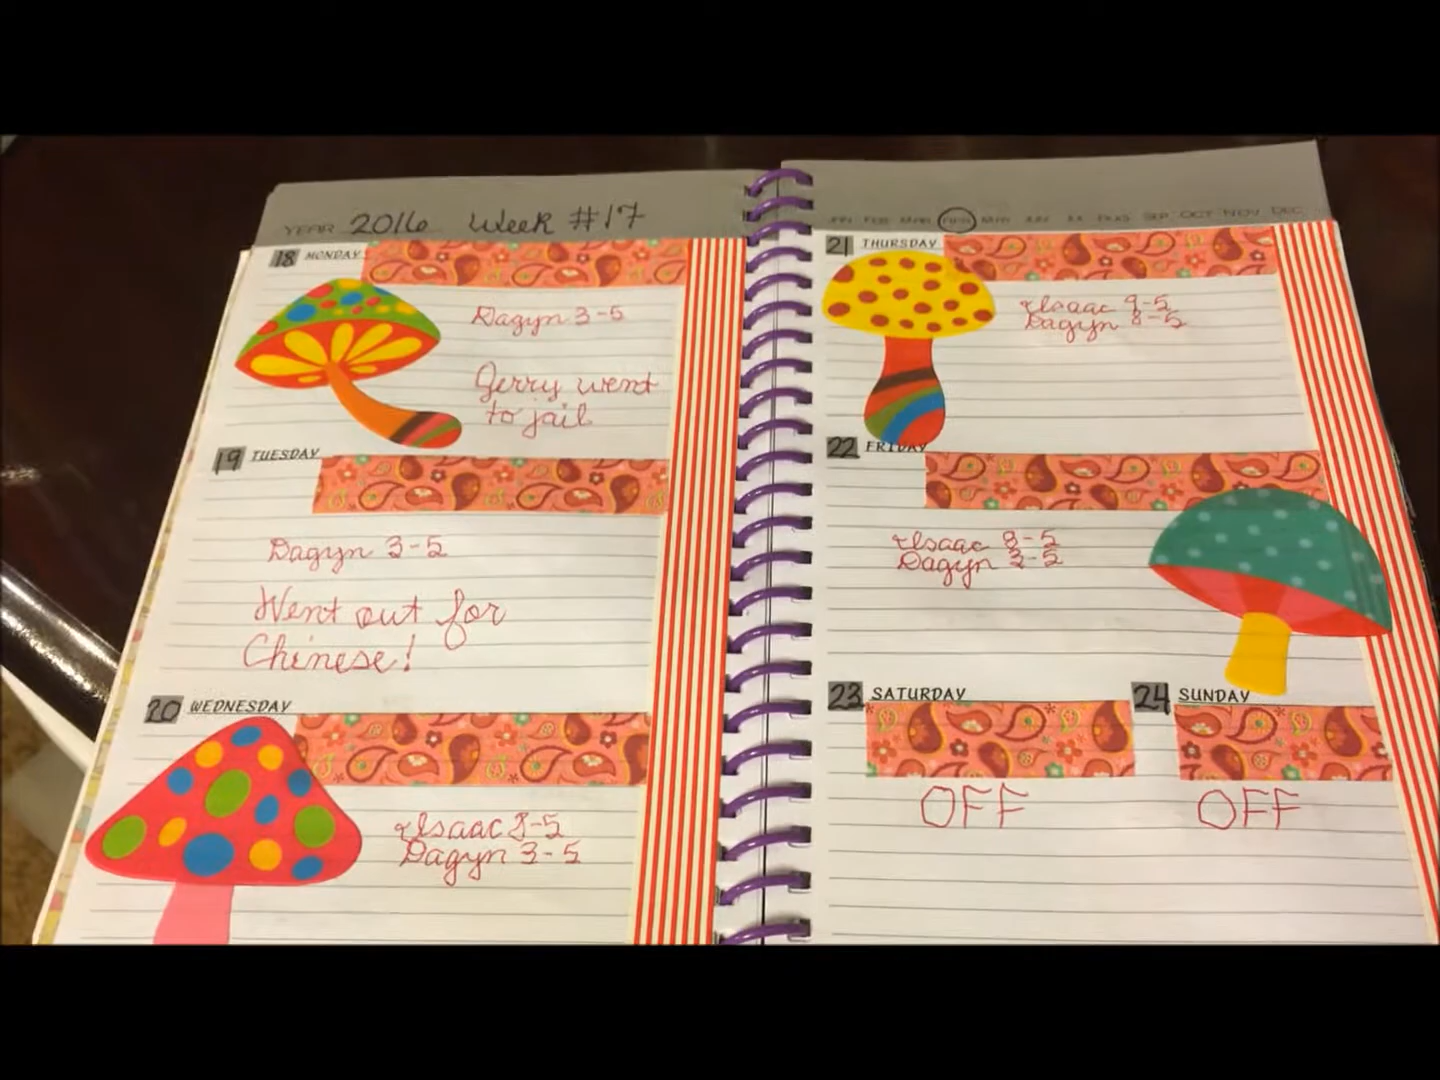 YEAR 2016 Week #17
18 MONDAY
Dagyn 3-5
Jerry went
to jail
19 TUESDAY
Dagyn 3-5
Went out for
Chinese!
20 WEDNESDAY
Isaac 8-5
Dagyn 3-5
JAN FEB MAR APR MAY JUN JUL AUG SEP OCT NOV DEC
21 THURSDAY
Isaac 9-5
Dagyn 8-5
22 FRIDAY
Isaac 8-5
Dagyn 3-5
23 SATURDAY
OFF
24 SUNDAY
OFF